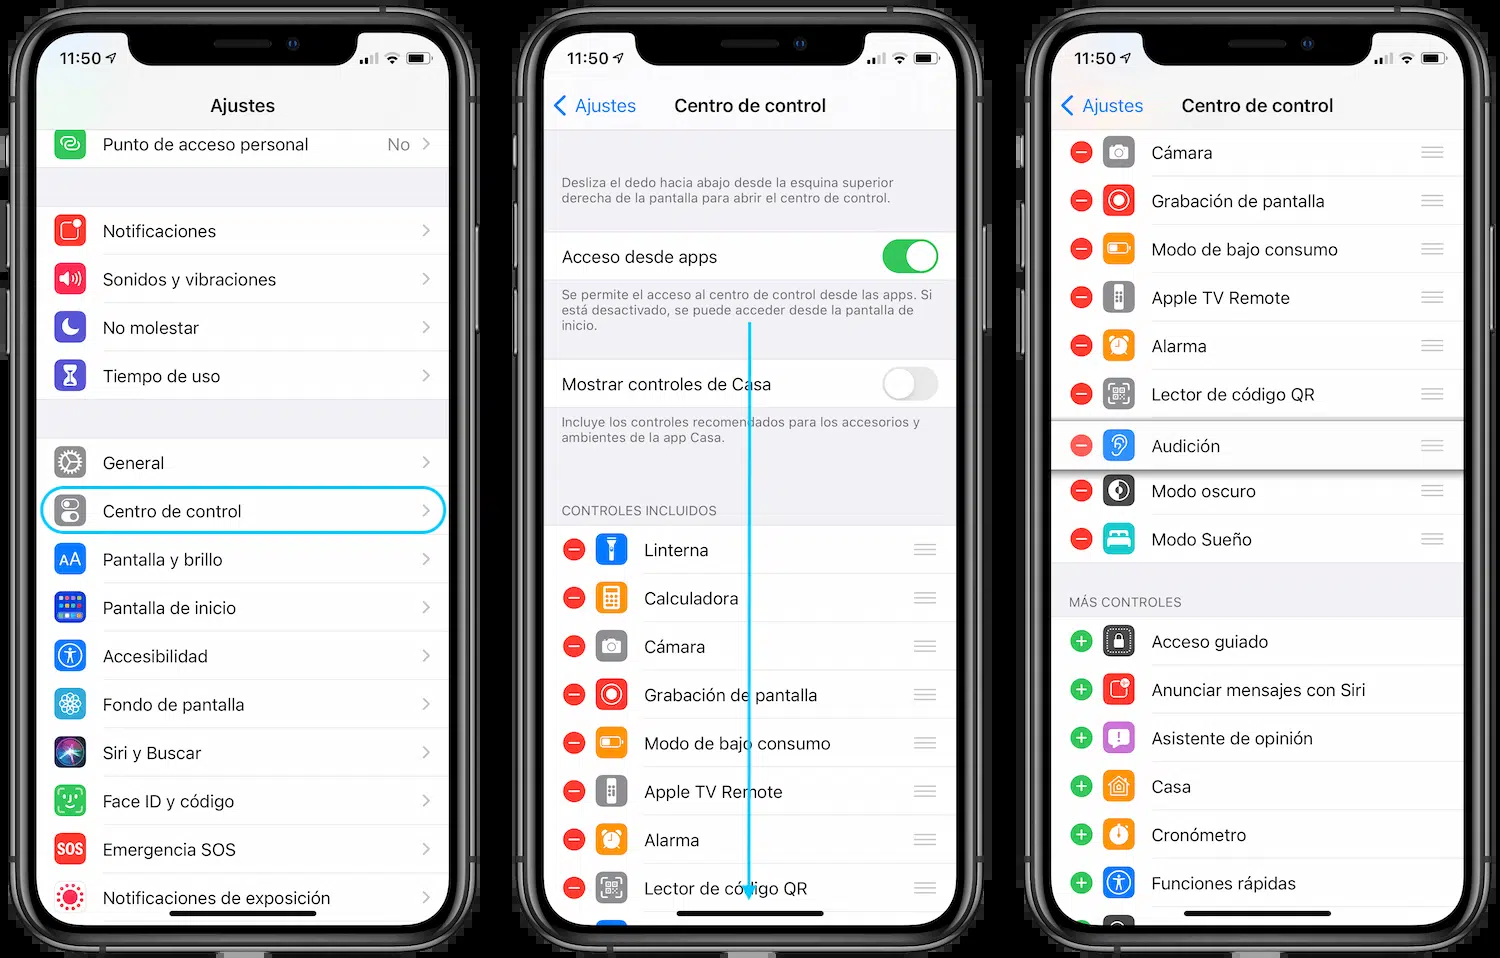 11:50
Ajustes
Punto de acceso personal No
Notificaciones
Sonidos y vibraciones
No molestar
Tiempo de uso
General
Centro de control
AA Pantalla y brillo
Pantalla de inicio
Accesibilidad
Fondo de pantalla
Siri y Buscar
Face ID y código
SOS Emergencia SOS
Notificaciones de exposición
11:50
Ajustes Centro de control
Desliza el dedo hacia abajo desde la esquina superior
derecha de la pantalla para abrir el centro de control.
Acceso desde apps
Se permite el acceso al centro de control desde las apps. Si
está desactivado, se puede acceder desde la pantalla de
inicio.
Mostrar controles de Casa
Incluye los controles recomendados para los accesorios y
ambientes de la app Casa.
CONTROLES INCLUIDOS
Linterna
Calculadora
Cámara
Grabación de pantalla
Modo de bajo consumo
Apple TV Remote
Alarma
Lector de código QR
11:50
Ajustes Centro de control
Cámara
Grabación de pantalla
Modo de bajo consumo
Apple TV Remote
Alarma
Lector de código QR
Audición
Modo oscuro
Modo Sueño
MÁS CONTROLES
Acceso guiado
Anunciar mensajes con Siri
Asistente de opinión
Casa
Cronómetro
Funciones rápidas